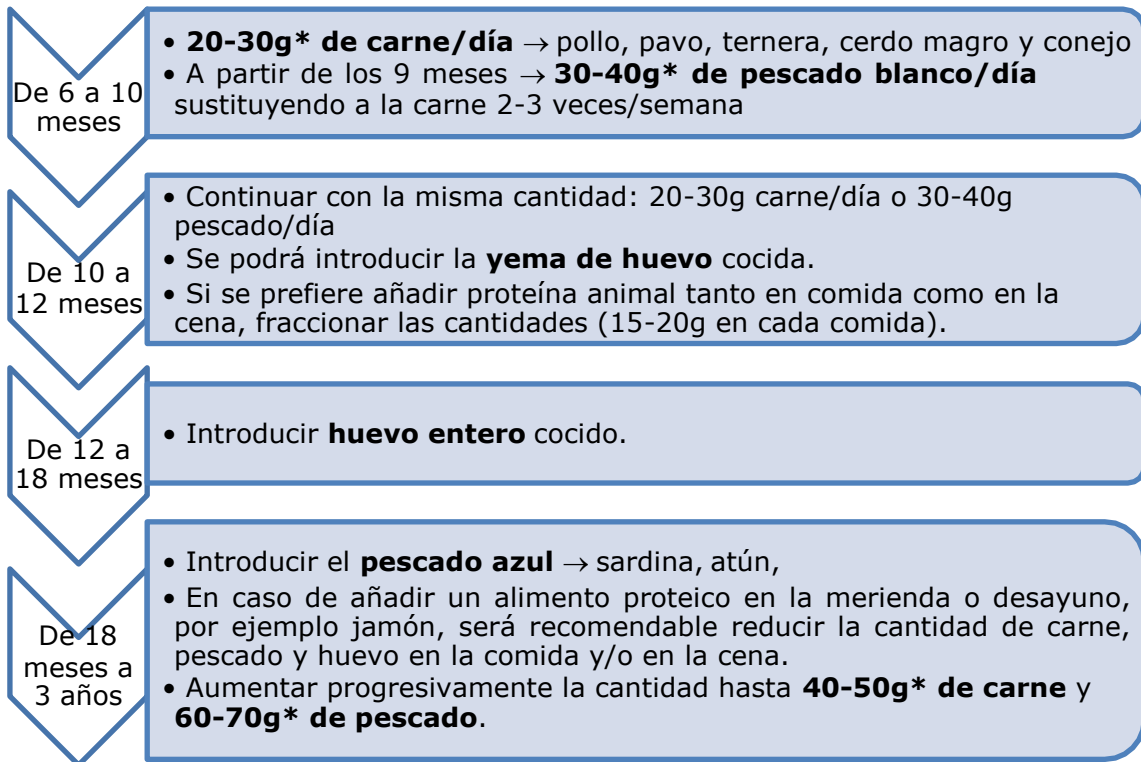 De 6 a 10
meses
• 20-30g* de carne/día → pollo, pavo, ternera, cerdo magro y conejo
• A partir de los 9 meses → 30-40g* de pescado blanco/día
sustituyendo a la carne 2-3 veces/semana
De 10 a
12 meses
• Continuar con la misma cantidad: 20-30g carne/día o 30-40g
pescado/día
• Se podrá introducir la yema de huevo cocida.
• Si se prefiere añadir proteína animal tanto en comida como en la
cena, fraccionar las cantidades (15-20g en cada comida).
De 12 a
18 meses
• Introducir huevo entero cocido.
De 18
meses a
3 años
• Introducir el pescado azul → sardina, atún,
• En caso de añadir un alimento proteico en la merienda o desayuno,
por ejemplo jamón, será recomendable reducir la cantidad de carne,
pescado y huevo en la comida y/o en la cena.
• Aumentar progresivamente la cantidad hasta 40-50g* de carne y
60-70g* de pescado.